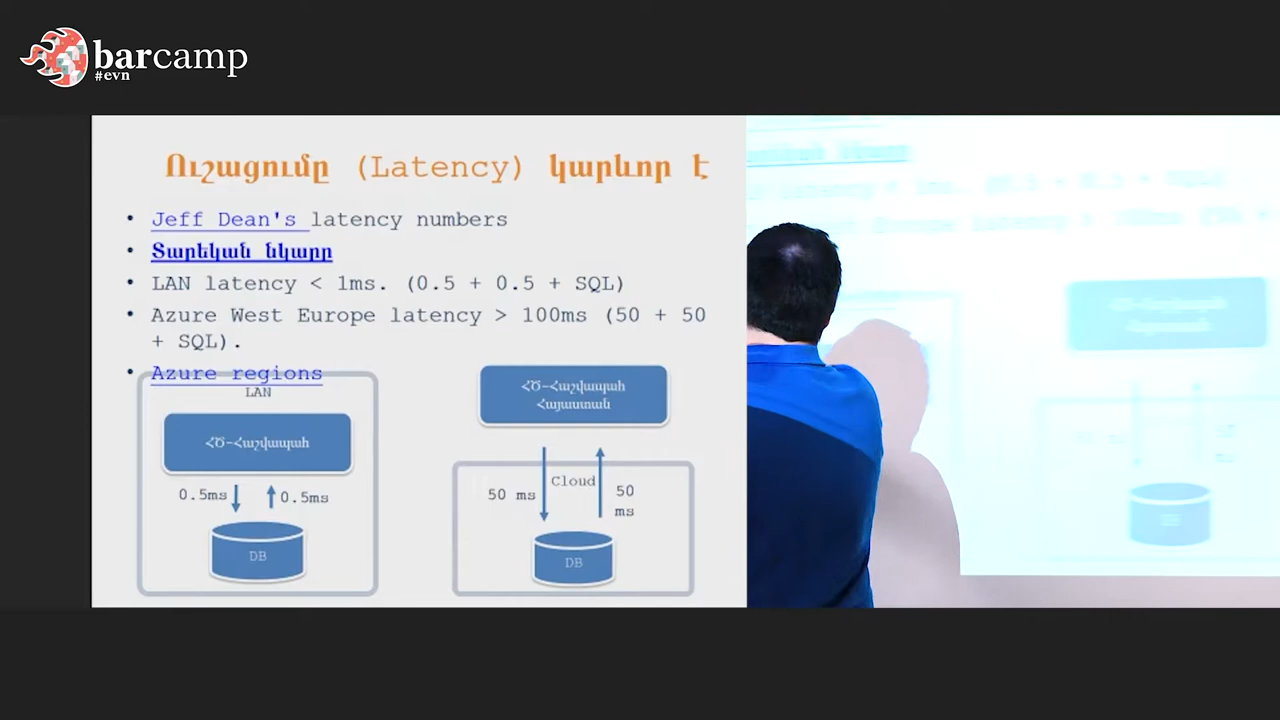 barcamp
#evn
Ուշացումը (Latency) կարևոր է
• Jeff Dean's latency numbers
• Տարեկան նկարը
• LAN latency < 1ms. (0.5 + 0.5 + SQL)
• Azure West Europe latency > 100ms (50 + 50
+ SQL).
• Azure regions
LAN
ՀԾ-Հաշվապահ
0.5ms
0.5ms
DB
ՀԾ-Հաշվապահ
Հայաստան
50 ms
Cloud
50
ms
DB